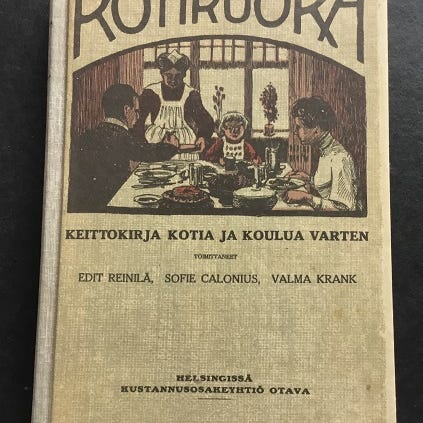 KOTIRUOKA
KEITTOKIRJA KOTIA JA KOULUA VARTEN
TOIMITTANEET
EDIT REINILÄ, SOFIE CALONIUS, VALMA KRANK
HELSINGISSÄ
KUSTANNUSOSAKEYHTIÖ OTAVA